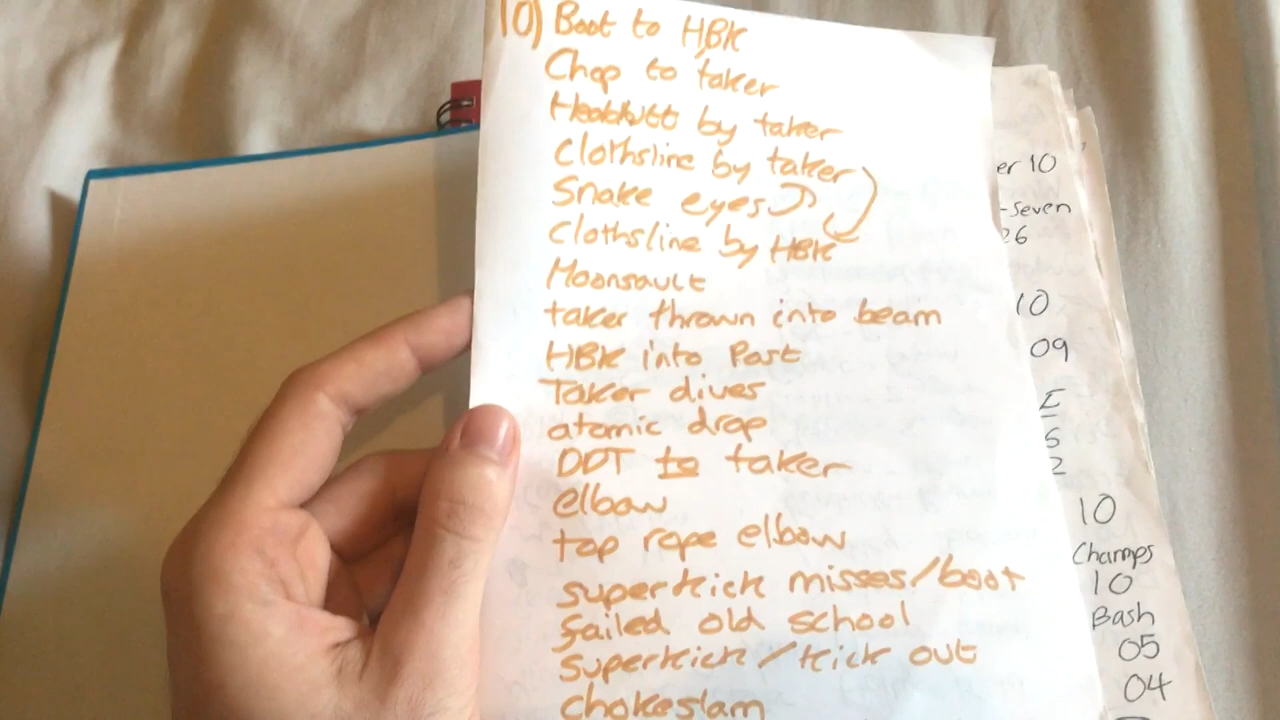 10) Boot to HBK
Chop to taker
Headbutt by taker
Clothsline by taker
Snake eyes
Clothsline by HBK
Moonsault
taker thrown into beam
HBK into Post
Taker dives
atomic drop
DDT to taker
elbow
top rope elbow
superkick misses/boot
failed old school
superkick/kick out
chokeslam
er 10
-seven
26
10
09
E
S
2
10
Champs
10
Bash
05
04